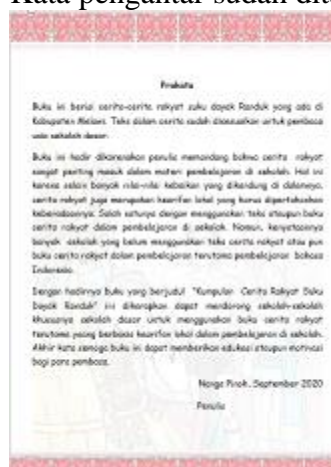 Kata pengantar sudah
Prakata
Buku ini berisi cerita-cerita rakyat suku dayak Randuk yang ada di
Kabupaten Melawi. Teks dalam cerita sudah disesuaikan untuk pembaca
usia sekolah dasar.
Buku ini hadir dikarenakan penulis memandang bahwa cerita rakyat
sangat penting masuk dalam materi pembelajaran di sekolah. Hal ini
karena selain banyak nilai-nilai kebaikan yang dikandung di dalamnya,
cerita rakyat juga merupakan kearifan lokal yang harus dipertahankan
keberadaannya. Salah satunya dengan menggunakan teks ataupun buku
cerita rakyat dalam pembelajaran di sekolah. Namun, kenyataannya
banyak sekolah yang belum menggunakan teks cerita rakyat atau pun
buku cerita rakyat dalam pembelajaran terutama pembelajaran bahasa
Indonesia.
Dengan hadirnya buku yang berjudul "Kumpulan Cerita Rakyat Suku
Dayak Randuk" ini diharapkan dapat mendorong sekolah-sekolah
khususnya sekolah dasar untuk menggunakan buku cerita rakyat
terutama yang berbasis kearifan lokal dalam pembelajaran di sekolah.
Akhir kata semoga buku ini dapat memberikan edukasi ataupun motivasi
bagi para pembaca.
Nanga Pinoh, September 2020
Penulis